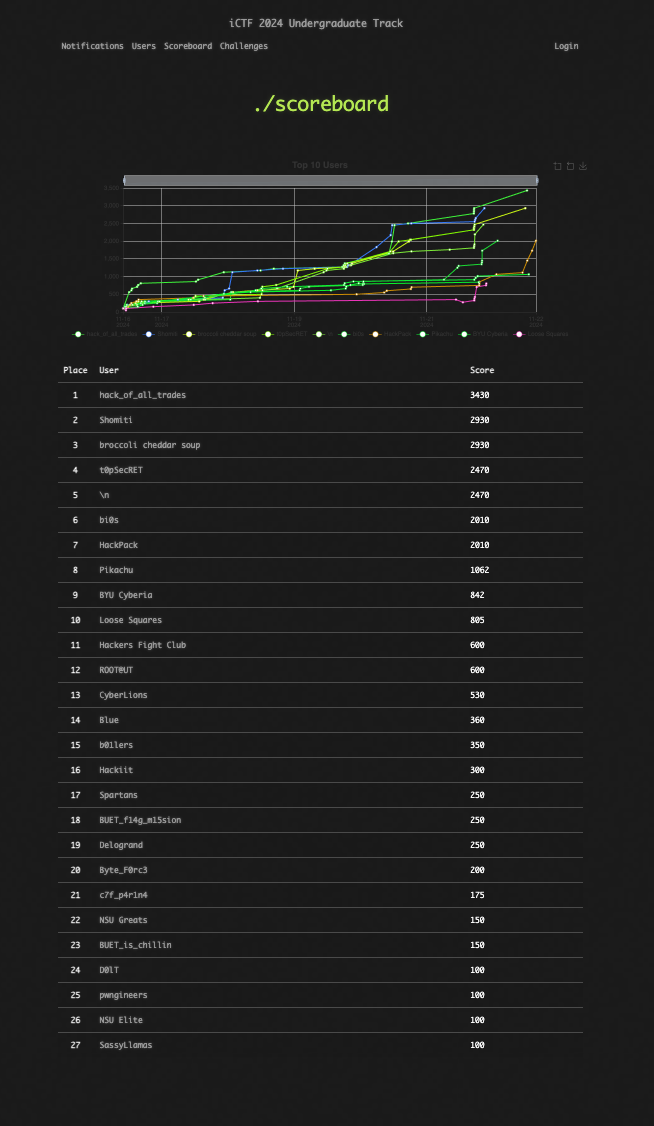 iCTF 2024 Undergraduate Track
Notifications Users Scoreboard Challenges Login
./scoreboard
Top 10 Users
Place User Score
1 hack_of_all_trades 3430
2 Shomiti 2930
3 broccoli cheddar soup 2930
4 t0pSecRET 2470
5 \n 2470
6 bi0s 2010
7 HackPack 2010
8 Pikachu 1062
9 BYU Cyberia 842
10 Loose Squares 805
11 Hackers Fight Club 600
12 ROOT@UT 600
13 CyberLions 530
14 Blue 360
15 b01lers 350
16 Hackiit 300
17 Spartans 250
18 BUET_fl4g_m15sion 250
19 Delogrand 250
20 Byte_F0rc3 200
21 c7f_p4r1n4 175
22 NSU Greats 150
23 BUET_is_chillin 150
24 D0lT 100
25 pwngineers 100
26 NSU Elite 100
27 SassyLlamas 100